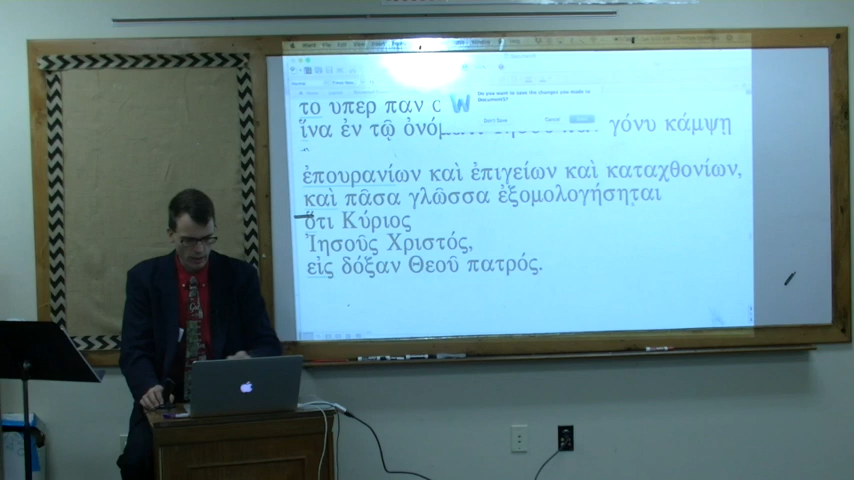 Do you want to save the changes you made to
Document5?
Don't Save
Cancel
το υπερ παν
ἵνα ἐν τῷ γόνυ κάμψῃ
ἐπουρανίων καὶ ἐπιγείων καὶ καταχθονίων,
καὶ πᾶσα γλῶσσα ἐξομολογήσηται
ὅτι Κύριος
Ἰησοῦς Χριστός,
εἰς δόξαν Θεοῦ πατρός.